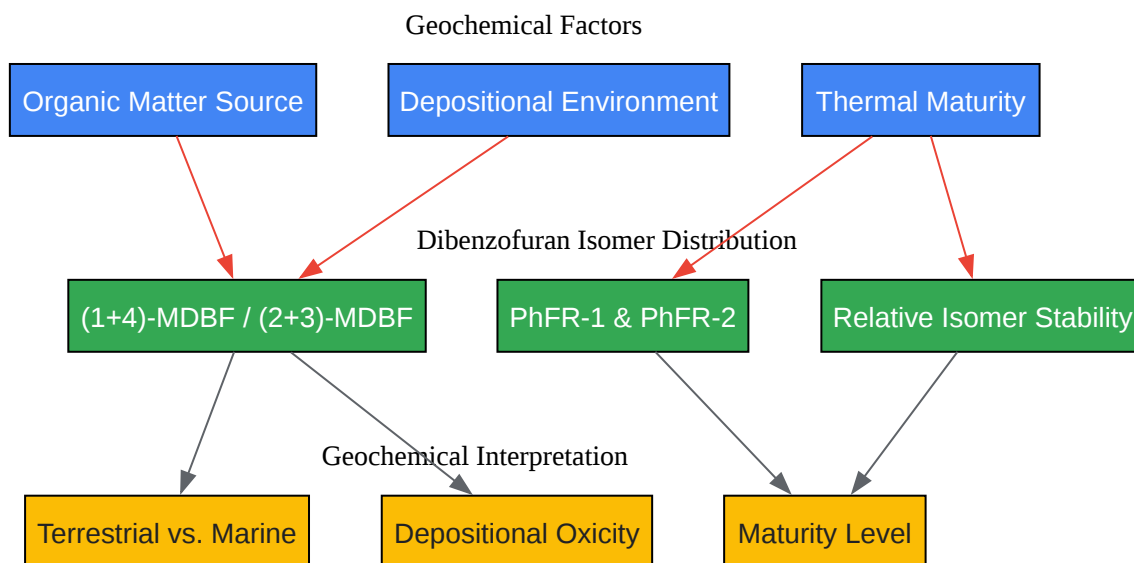 Geochemical Factors
Organic Matter Source
Depositional Environment
Thermal Maturity
Dibenzofuran Isomer Distribution
(1+4)-MDBF / (2+3)-MDBF
PhFR-1 & PhFR-2
Relative Isomer Stability
Geochemical Interpretation
Terrestrial vs. Marine
Depositional Oxicity
Maturity Level